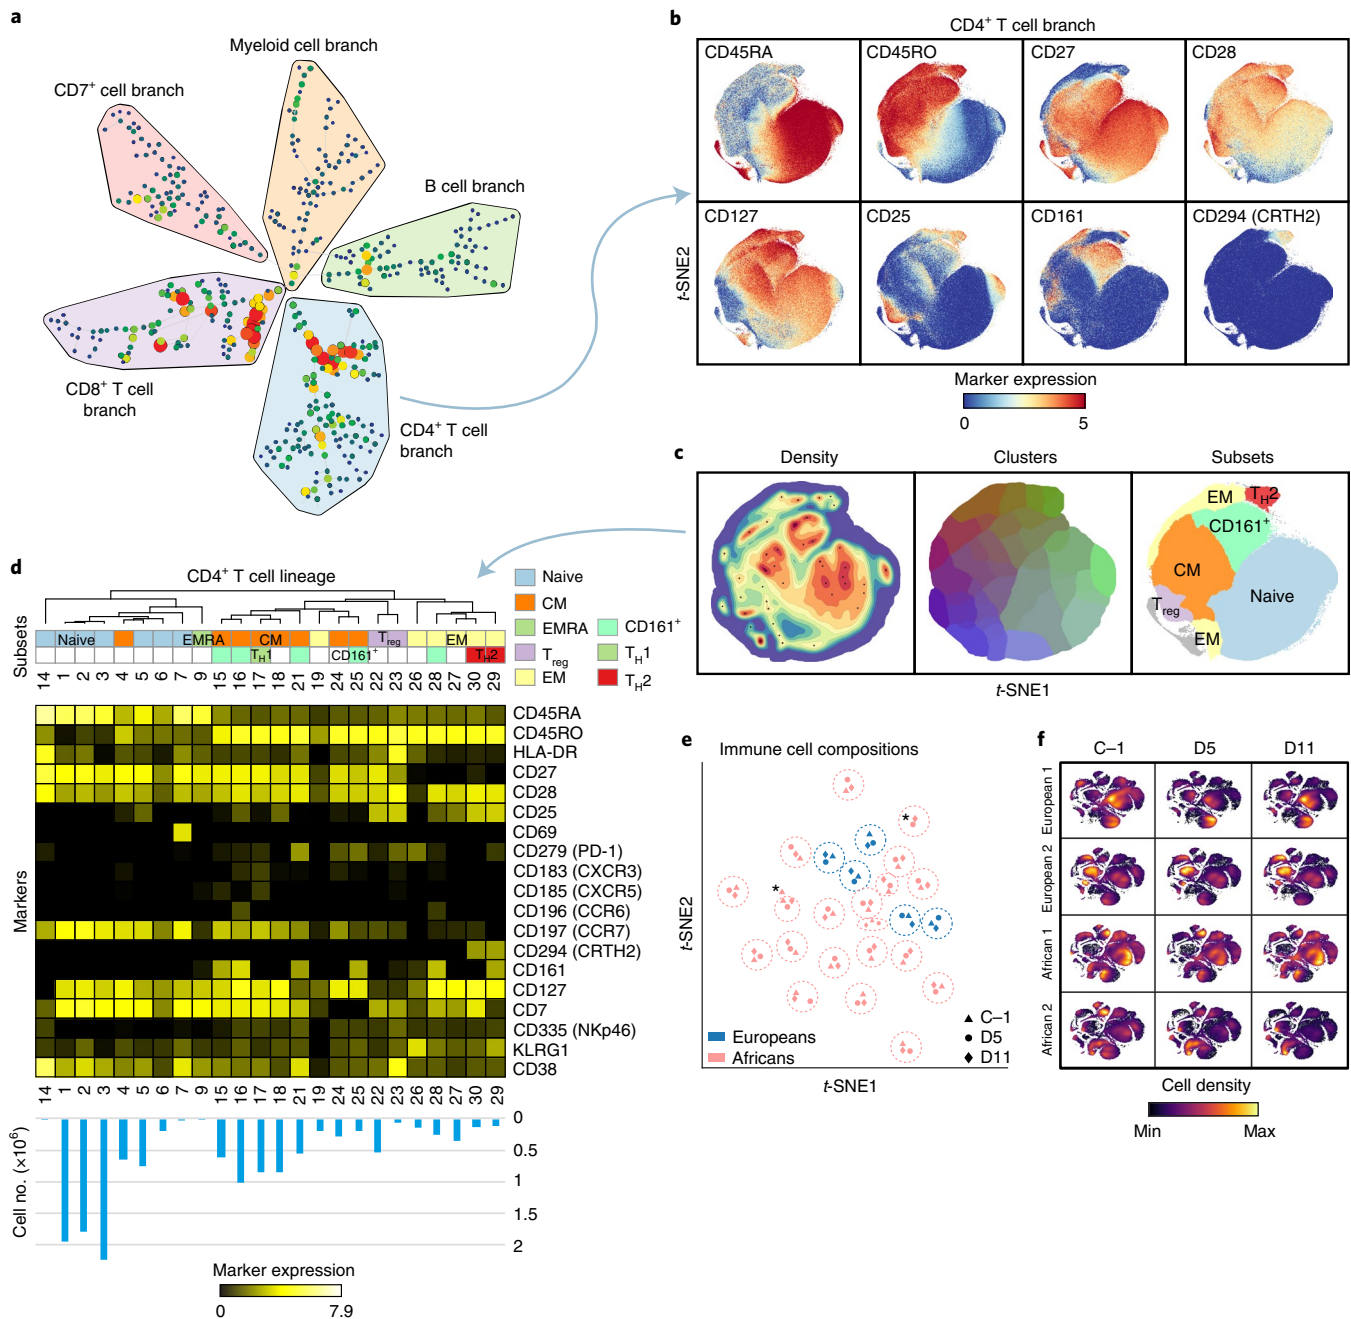 a
Myeloid cell branch
CD7+ cell branch
B cell branch
CD8+ T cell
branch
CD4+ T cell
branch
b
CD4+ T cell branch
CD45RA
CD45RO
CD27
CD28
CD127
CD25
CD161
CD294 (CRTH2)
t-SNE2
Marker expression
0
5
c
Density
Clusters
Subsets
EM
TH2
CD161+
CM
Naive
Treg
EM
t-SNE1
d
CD4+ T cell lineage
Naive
CM
EMRA
Treg
EM
CD161+
TH1
TH2
Subsets
Naive
EMRA
CM
Treg
EM
TH1
CD161+
TH2
14 1 2 3 4 5 6 7 9 15 16 17 18 21 19 24 25 22 23 26 28 27 30 29
Markers
CD45RA
CD45RO
HLA-DR
CD27
CD28
CD25
CD69
CD279 (PD-1)
CD183 (CXCR3)
CD185 (CXCR5)
CD196 (CCR6)
CD197 (CCR7)
CD294 (CRTH2)
CD161
CD127
CD7
CD335 (NKp46)
KLRG1
CD38
14 1 2 3 4 5 6 7 9 15 16 17 18 21 19 24 25 22 23 26 28 27 30 29
Cell no. (×106)
0
0.5
1
1.5
2
Marker expression
0
7.9
e
Immune cell compositions
*
*
t-SNE2
Europeans
Africans
C–1
D5
D11
t-SNE1
f
C–1
D5
D11
European 1
European 2
African 1
African 2
Cell density
Min
Max